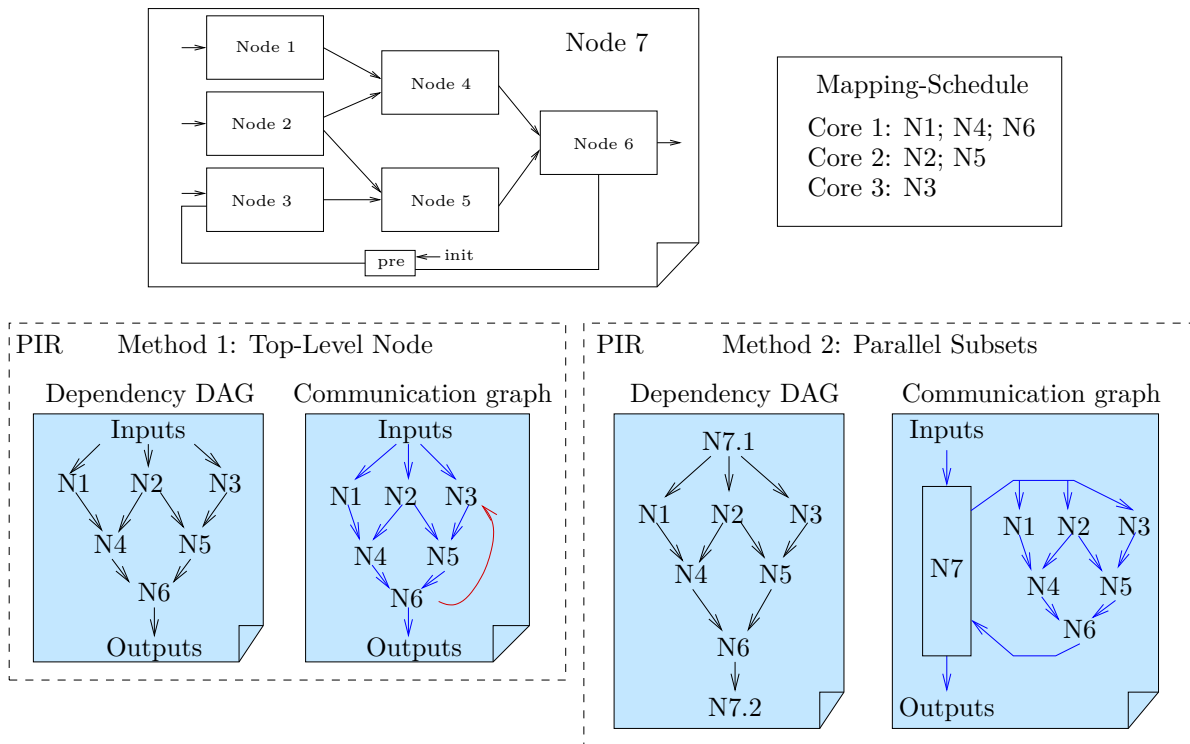 Node 7
Node 1
Node 2
Node 3
Node 4
Node 5
Node 6
pre
init
Mapping-Schedule
Core 1: N1; N4; N6
Core 2: N2; N5
Core 3: N3
PIR
Method 1: Top-Level Node
Dependency DAG
Inputs
N1
N2
N3
N4
N5
N6
Outputs
Communication graph
Inputs
N1
N2
N3
N4
N5
N6
Outputs
PIR
Method 2: Parallel Subsets
Dependency DAG
N7.1
N1
N2
N3
N4
N5
N6
N7.2
Communication graph
Inputs
N7
N1
N2
N3
N4
N5
N6
Outputs